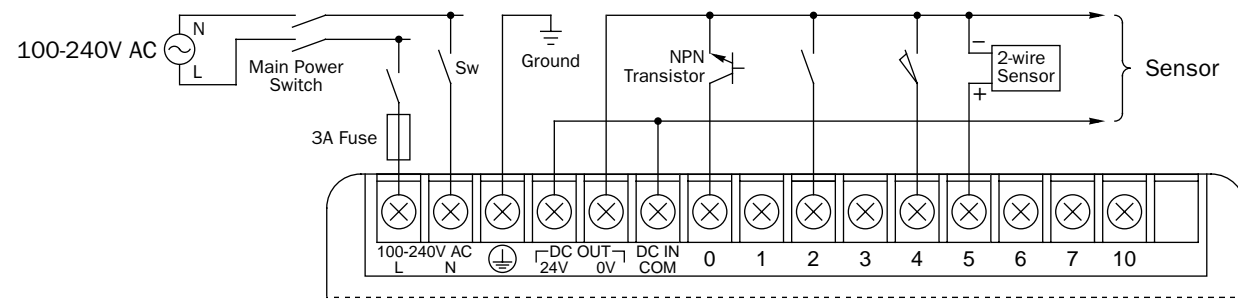 100-240V AC
N
L
Main Power
Switch
3A Fuse
Sw
Ground
NPN
Transistor
−
2-wire
Sensor
+
Sensor
100-240V AC
L N
DC OUT
24V 0V
DC IN
COM
0 1 2 3 4 5 6 7 10